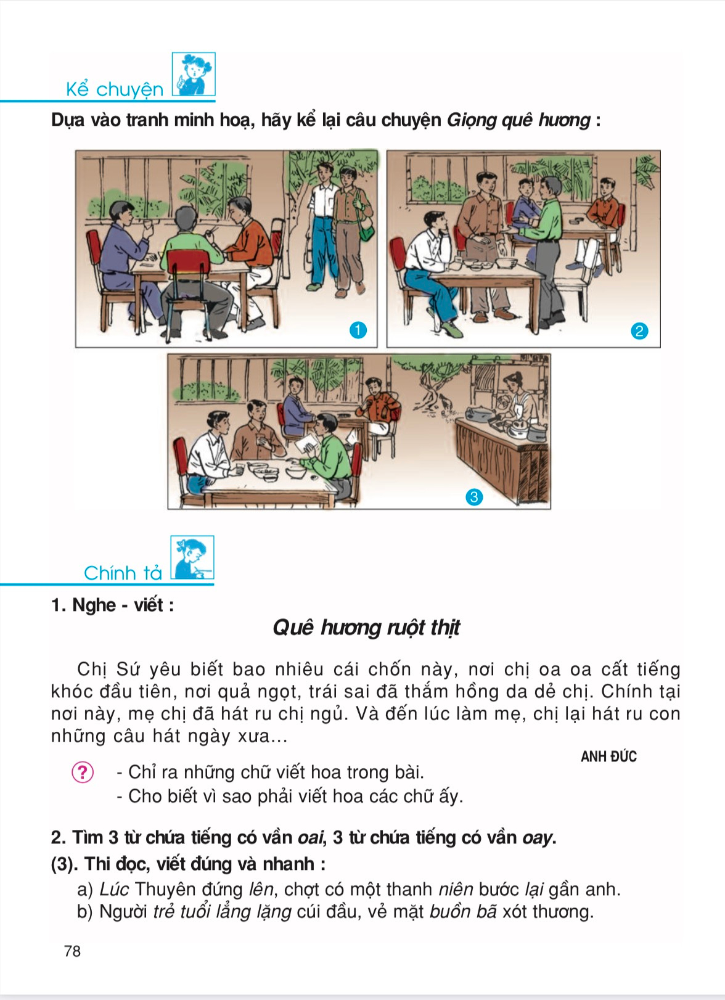 Kể chuyện
Dựa vào tranh minh hoạ, hãy kể lại câu chuyện Giọng quê hương :
1
2
3
Chính tả
1. Nghe - viết :
Quê hương ruột thịt
Chị Sứ yêu biết bao nhiêu cái chốn này, nơi chị oa oa cất tiếng
khóc đầu tiên, nơi quả ngọt, trái sai đã thắm hồng da dẻ chị. Chính tại
nơi này, mẹ chị đã hát ru chị ngủ. Và đến lúc làm mẹ, chị lại hát ru con
những câu hát ngày xưa...
ANH ĐỨC
? - Chỉ ra những chữ viết hoa trong bài.
- Cho biết vì sao phải viết hoa các chữ ấy.
2. Tìm 3 từ chứa tiếng có vần oai, 3 từ chứa tiếng có vần oay.
(3). Thi đọc, viết đúng và nhanh :
a) Lúc Thuyên đứng lên, chợt có một thanh niên bước lại gần anh.
b) Người trẻ tuổi lẳng lặng cúi đầu, vẻ mặt buồn bã xót thương.
78